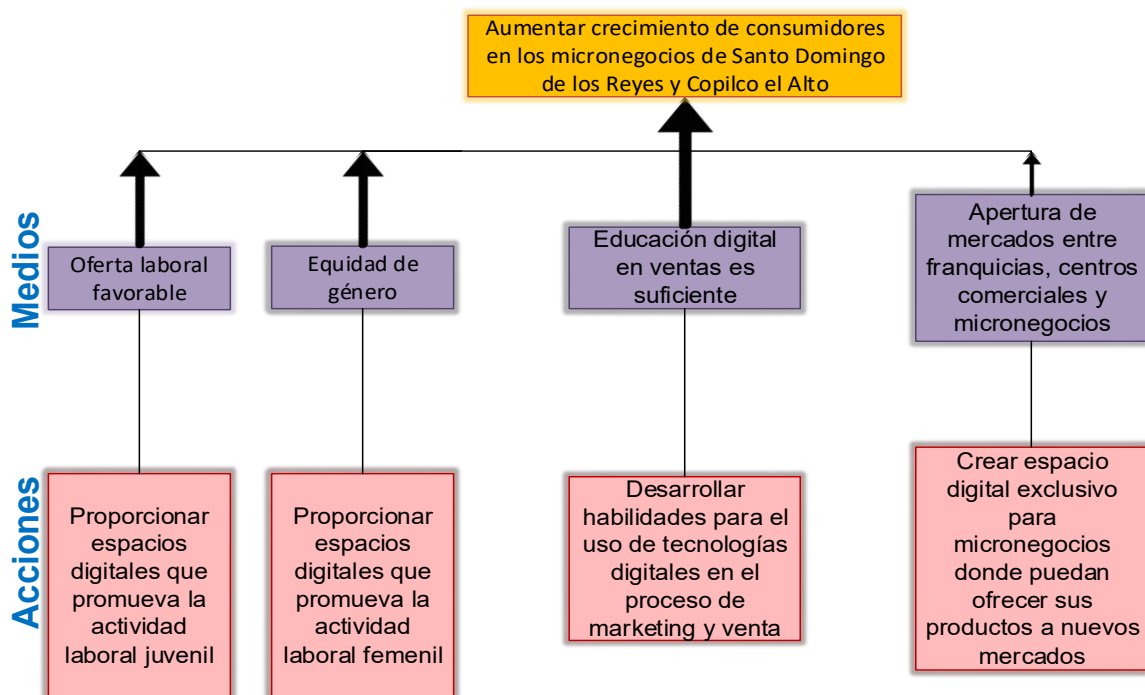 Aumentar crecimiento de consumidores
en los micronegocios de Santo Domingo
de los Reyes y Copilco el Alto
Medios
Oferta laboral
favorable
Equidad de
género
Educación digital
en ventas es
suficiente
Apertura de
mercados entre
franquicias, centros
comerciales y
micronegocios
Acciones
Proporcionar
espacios
digitales que
promueva la
actividad
laboral juvenil
Proporcionar
espacios
digitales que
promueva la
actividad
laboral femenil
Desarrollar
habilidades para el
uso de tecnologías
digitales en el
proceso de
marketing y venta
Crear espacio
digital exclusivo
para
micronegocios
donde puedan
ofrecer sus
productos a nuevos
mercados